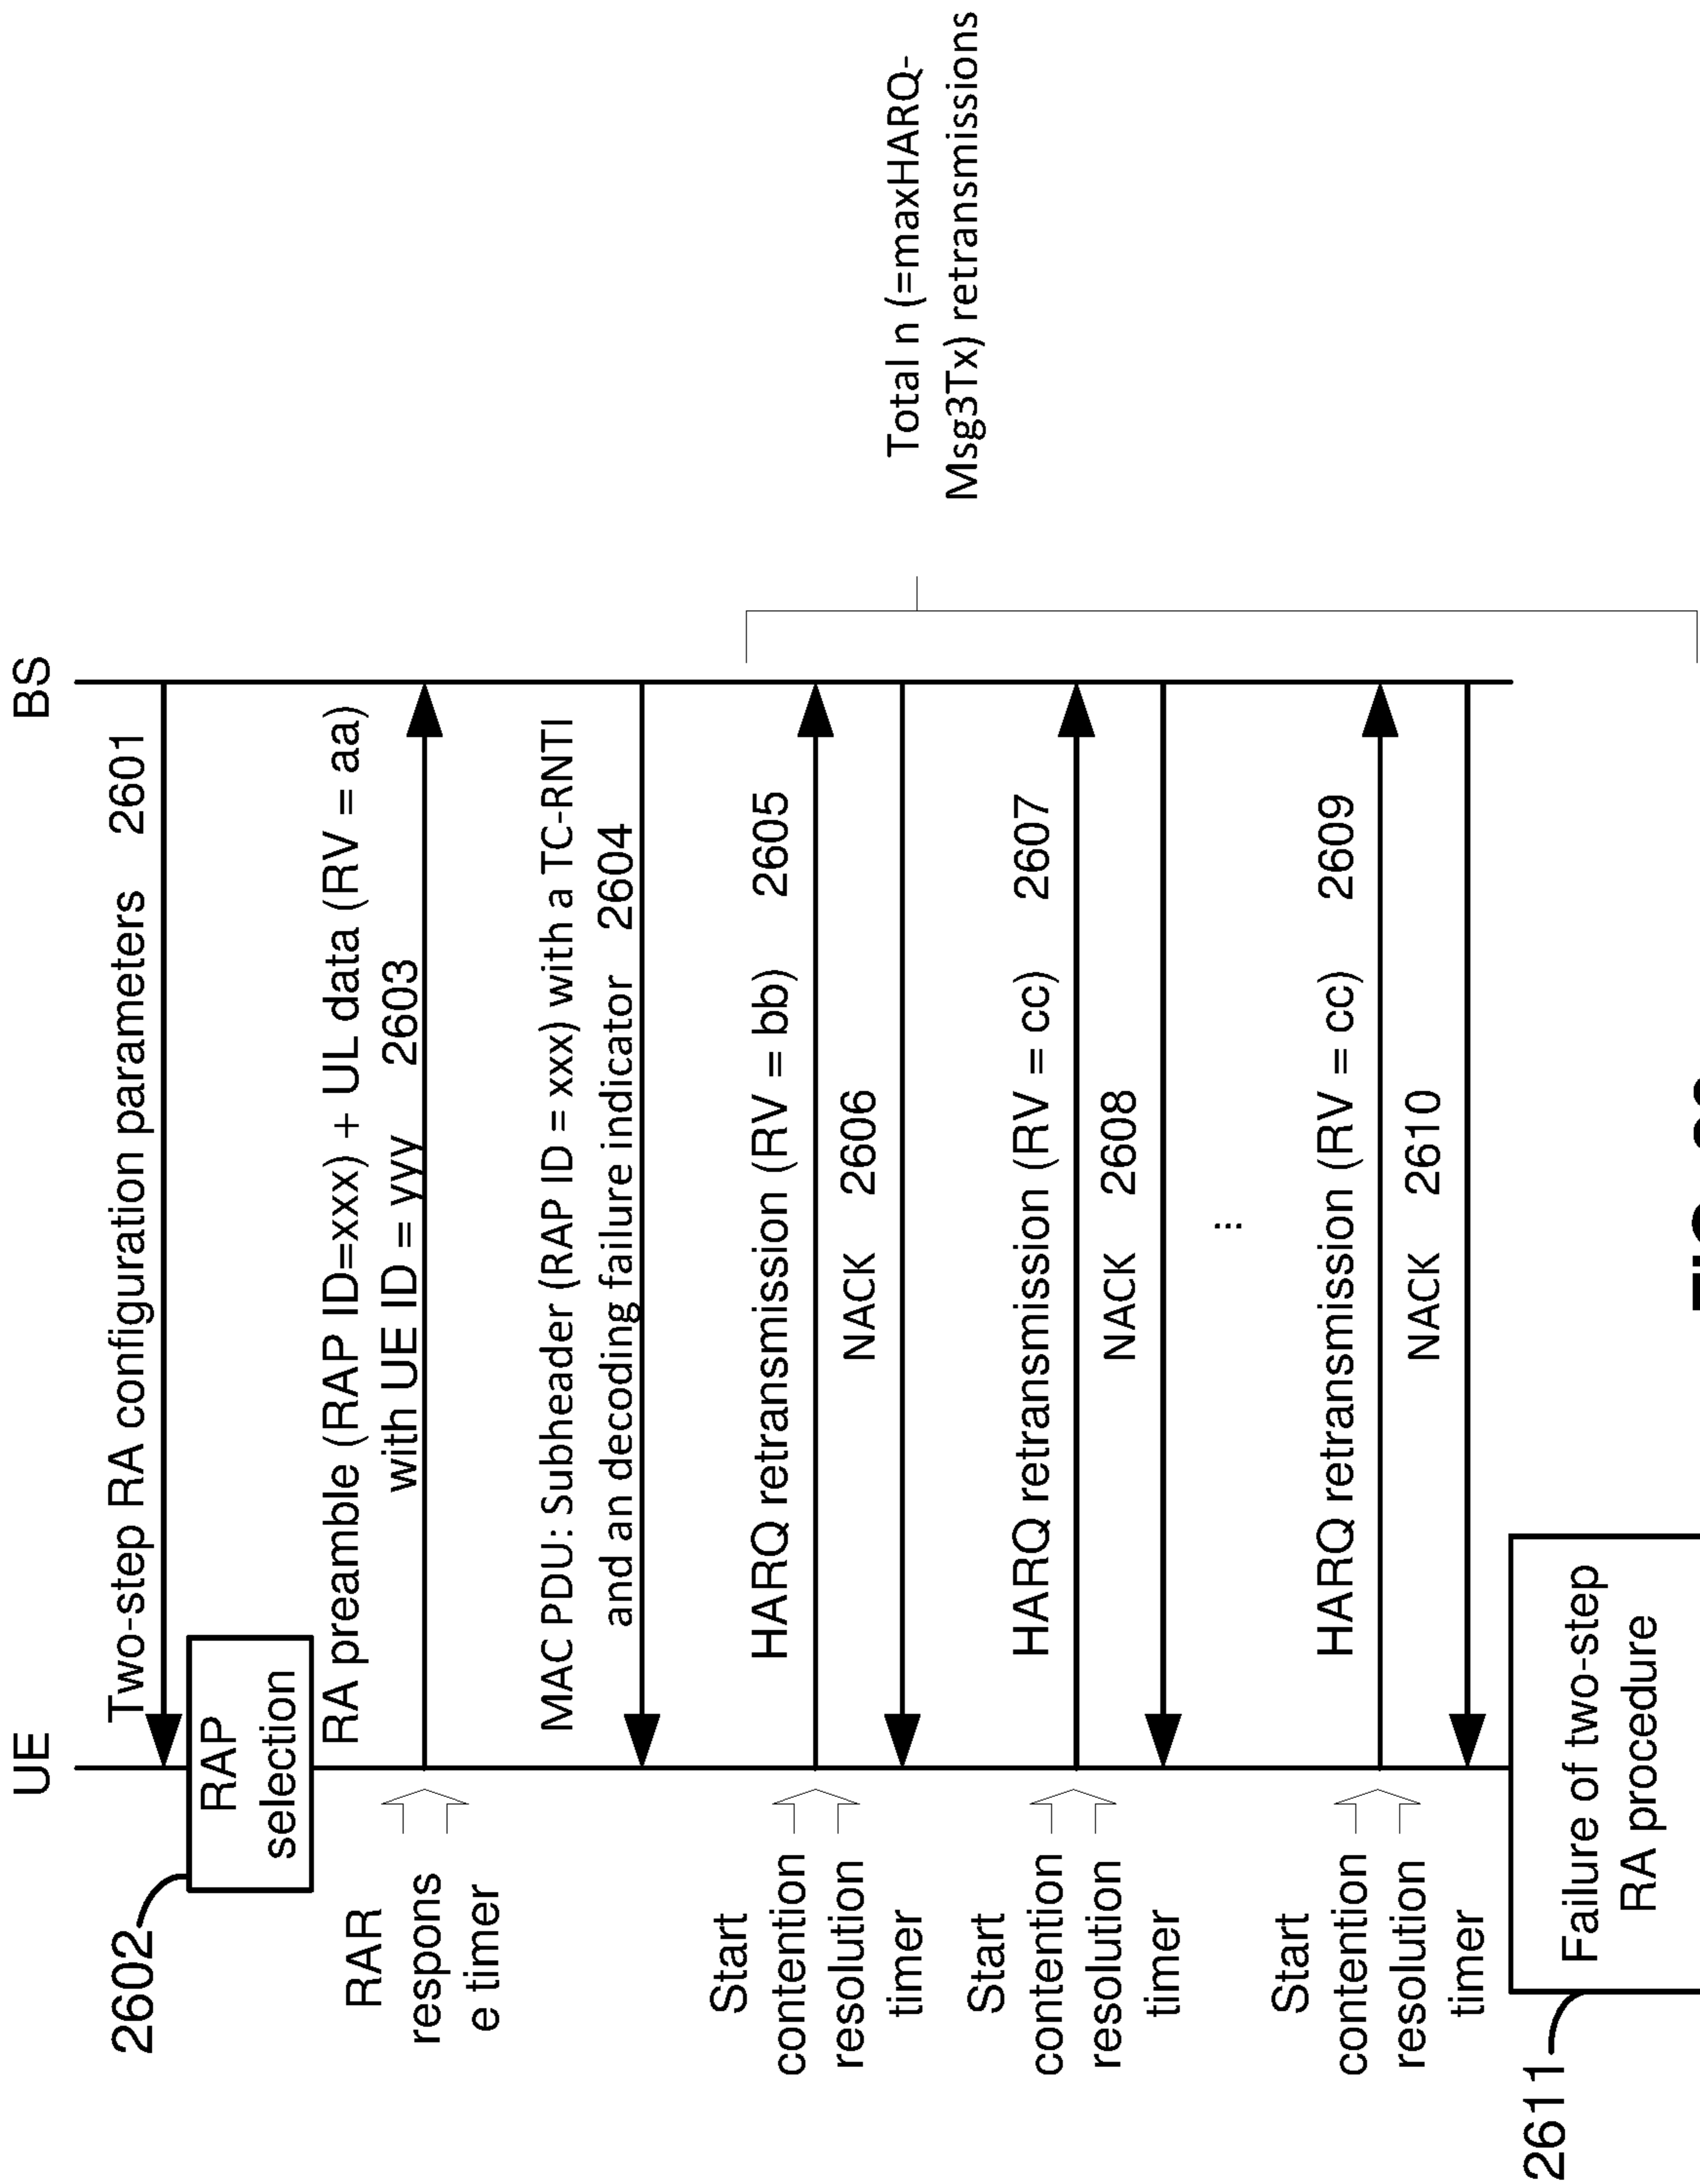 UE
BS
Two-step RA configuration parameters 2601
2602
RAP
selection
RA preamble (RAP ID=xxx) + UL data (RV = aa)
with UE ID = yyy 2603
RAR
respons
e timer
MAC PDU: Subheader (RAP ID = xxx) with a TC-RNTI
and an decoding failure indicator 2604
Start
contention
resolution
timer
HARQ retransmission (RV = bb) 2605
NACK 2606
Total n (=maxHARQ-
Msg3Tx) retransmissions
Start
contention
resolution
timer
HARQ retransmission (RV = cc) 2607
NACK 2608
...
Start
contention
resolution
timer
HARQ retransmission (RV = cc) 2609
NACK 2610
2611
Failure of two-step
RA procedure